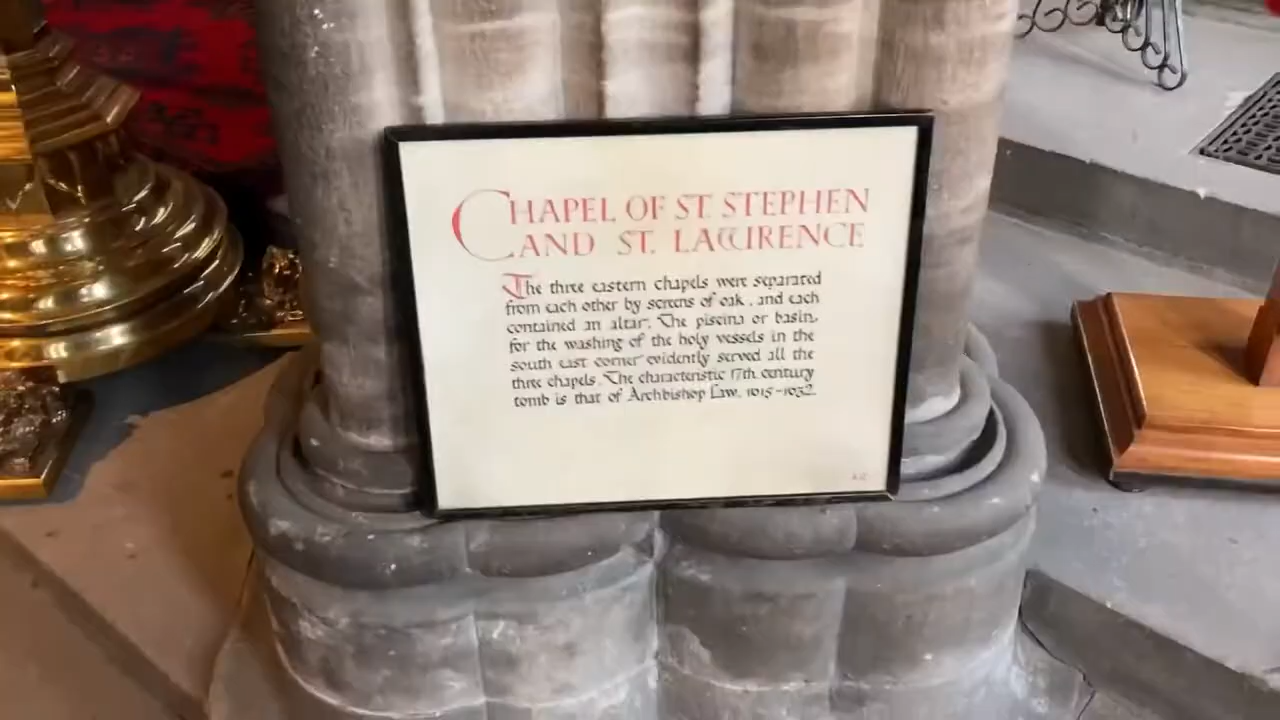 CHAPEL OF ST. STEPHEN
AND ST. LAWRENCE
The three eastern chapels were separated
from each other by screens of oak, and each
contained an altar. The piscina or basin,
for the washing of the holy vessels in the
south east corner evidently served all the
three chapels. The characteristic 17th century
tomb is that of Archbishop Law, 1615-1632.